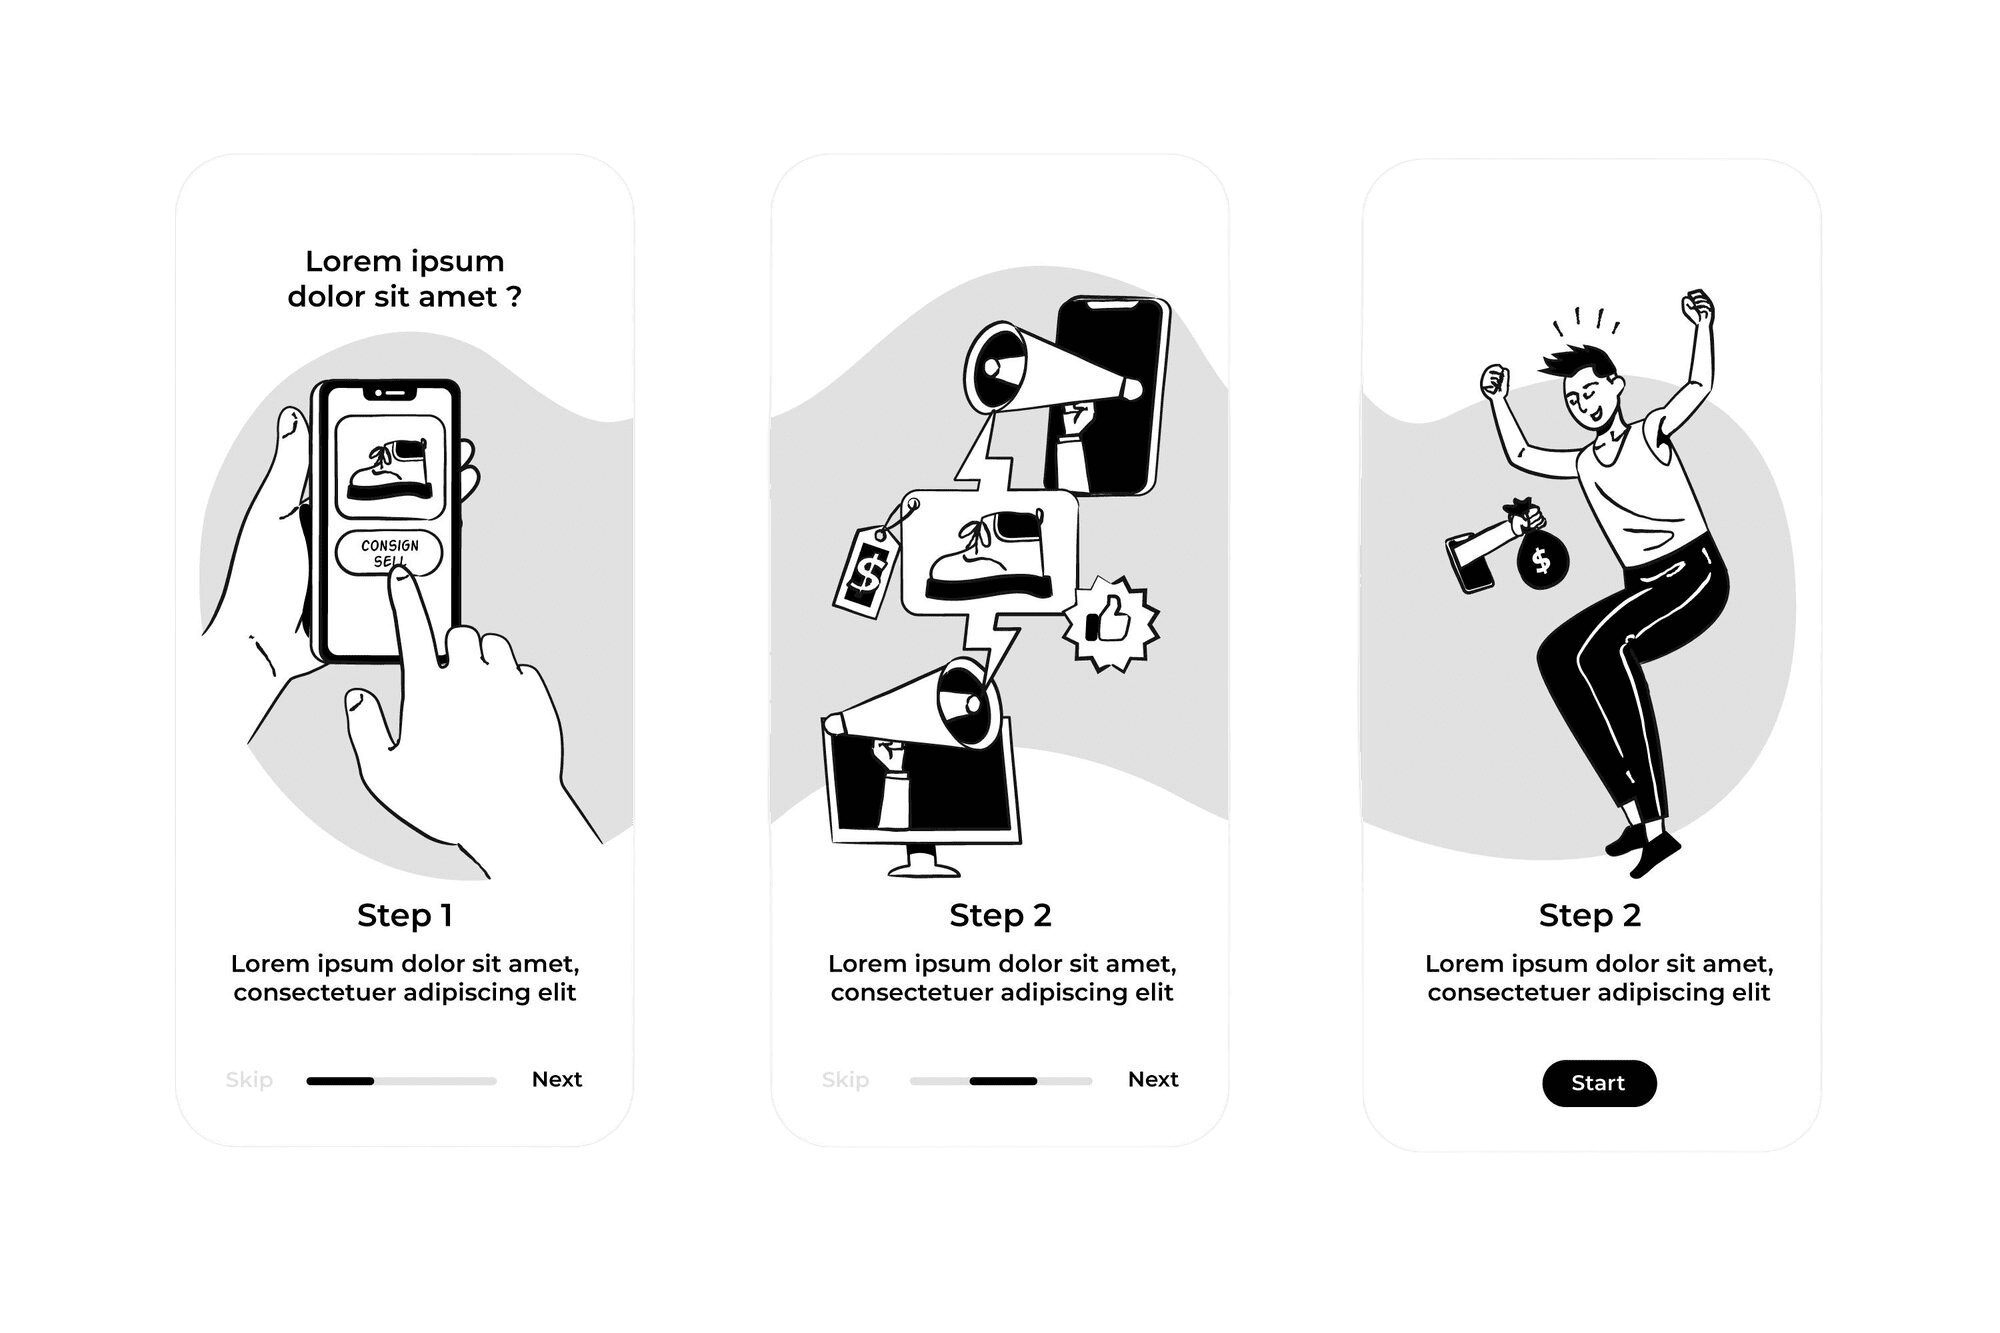 Lorem ipsum
dolor sit amet ?
CONSIGN
SELL
Step 1
Lorem ipsum dolor sit amet,
consectetuer adipiscing elit
Skip
Next
$
Step 2
Lorem ipsum dolor sit amet,
consectetuer adipiscing elit
Skip
Next
$
Step 2
Lorem ipsum dolor sit amet,
consectetuer adipiscing elit
Start